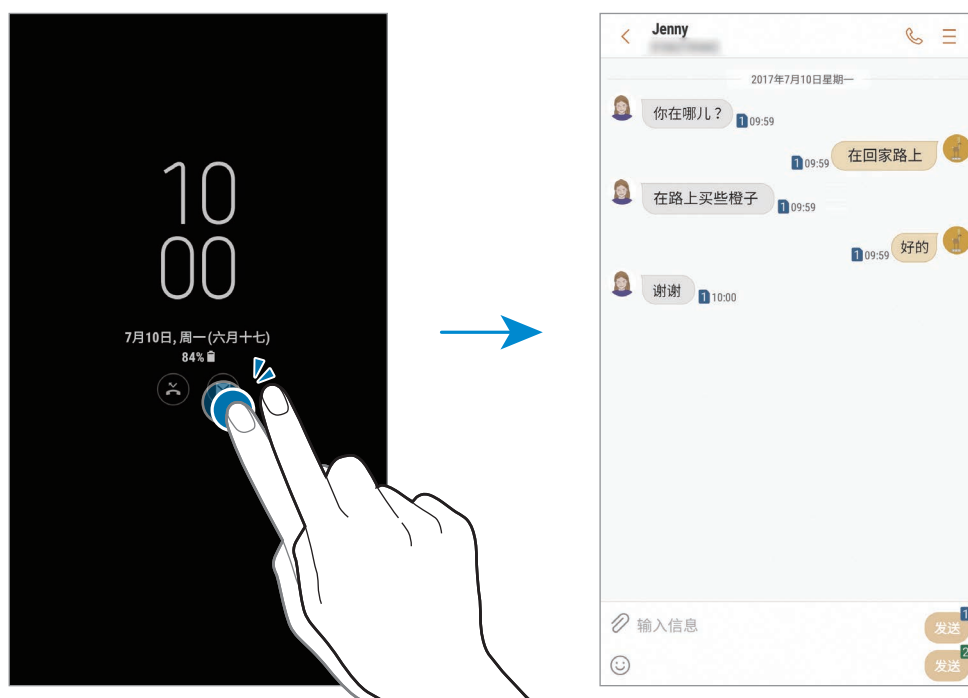 10
00
7月10日, 周一 (六月十七)
84%
Jenny
2017年7月10日星期一
你在哪儿？
1 09:59
1 09:59
在回家路上
在路上买些橙子
1 09:59
1 09:59
好的
谢谢
1 10:00
输入信息
发送
1
发送
2